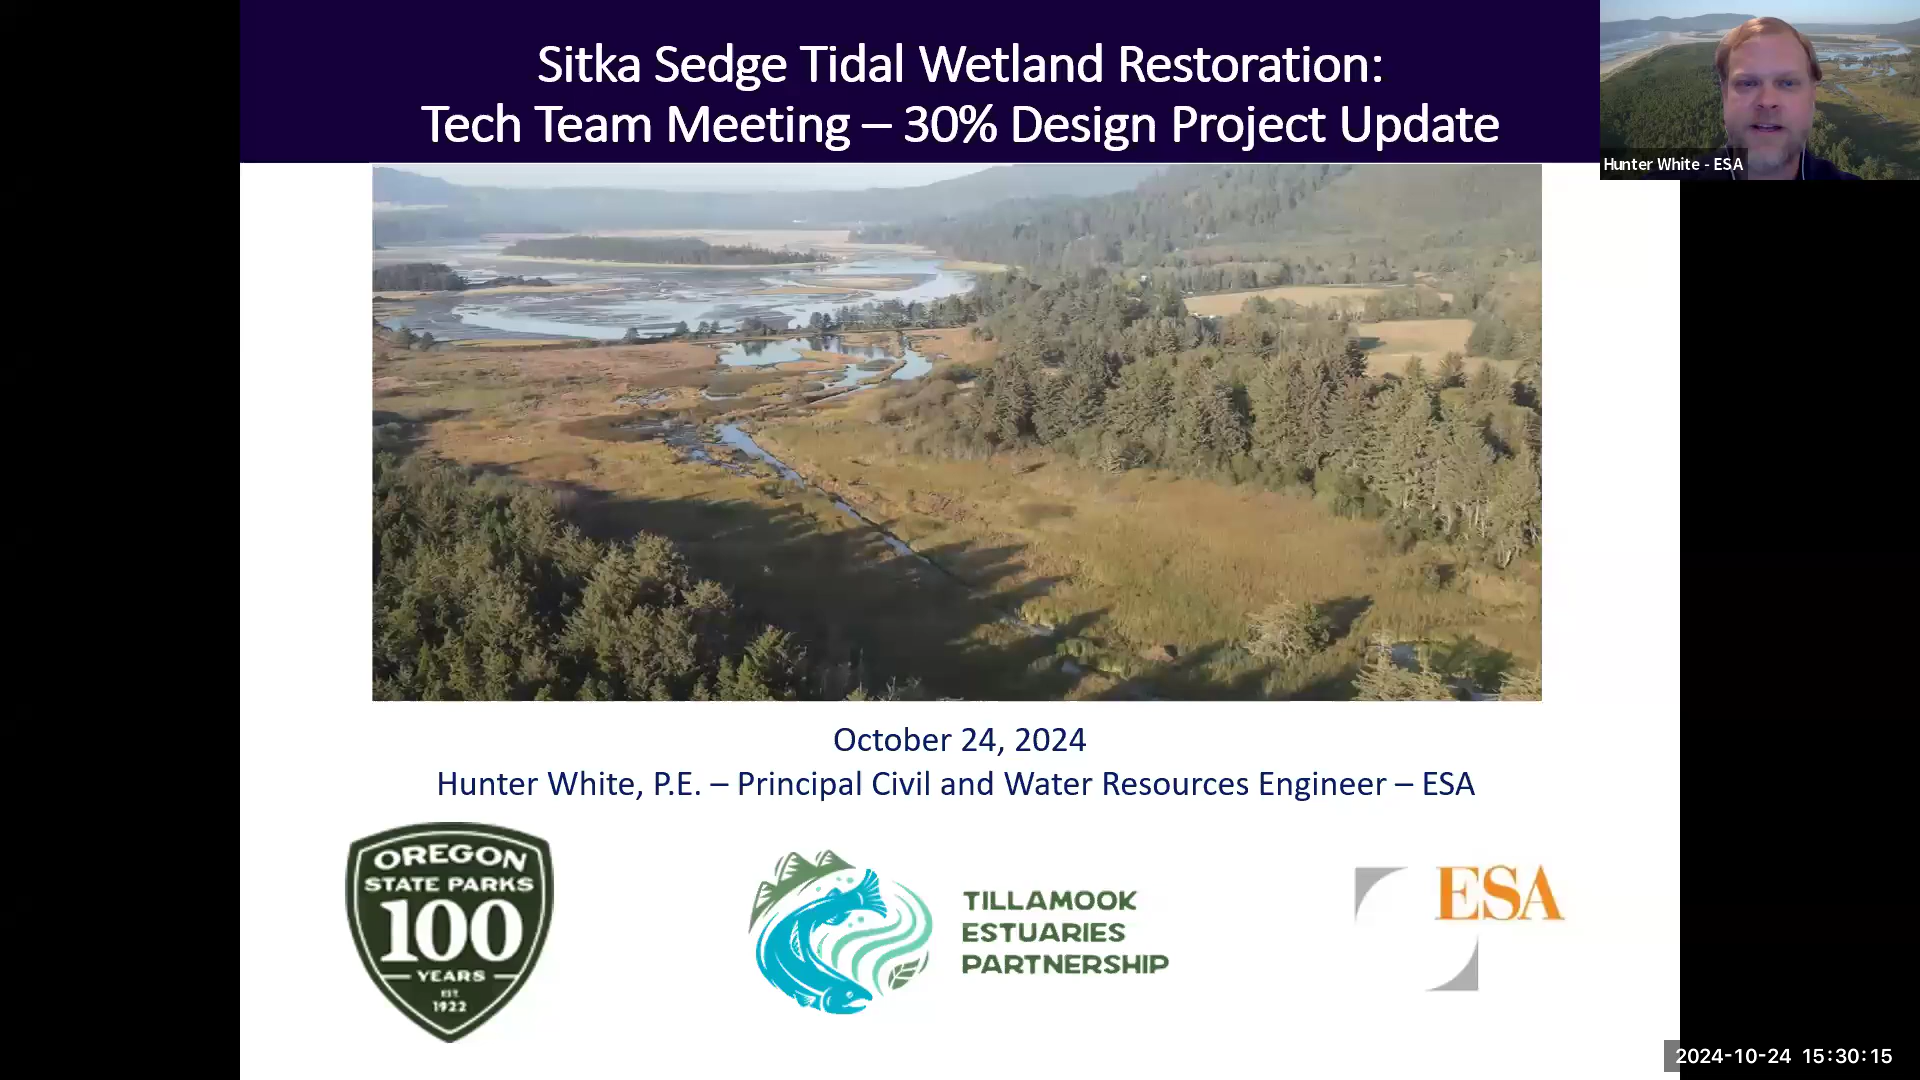 Sitka Sedge Tidal Wetland Restoration:
Tech Team Meeting – 30% Design Project Update
Hunter White - ESA
October 24, 2024
Hunter White, P.E. – Principal Civil and Water Resources Engineer – ESA
OREGON
STATE PARKS
100
YEARS
EST.
1922
TILLAMOOK
ESTUARIES
PARTNERSHIP
ESA
2024-10-24 15:30:15